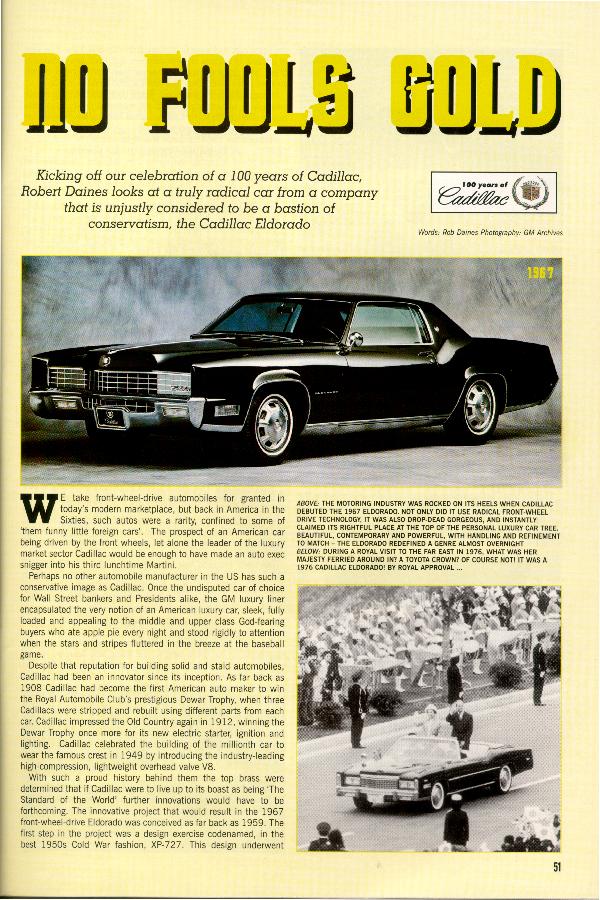 NO FOOLS GOLD
Kicking off our celebration of a 100 years of Cadillac,
Robert Daines looks at a truly radical car from a company
that is unjustly considered to be a bastion of
conservatism, the Cadillac Eldorado
100 years of
Cadillac
Words: Rob Daines Photography: GM Archives
1967
WE take front-wheel-drive automobiles for granted in
today's modern marketplace, but back in America in the
Sixties, such autos were a rarity, confined to some of
'them funny little foreign cars'. The prospect of an American car
being driven by the front wheels, let alone the leader of the luxury
market sector Cadillac would be enough to have made an auto exec
snigger into his third lunchtime Martini.
Perhaps no other automobile manufacturer in the US has such a
conservative image as Cadillac. Once the undisputed car of choice
for Wall Street bankers and Presidents alike, the GM luxury liner
encapsulated the very notion of an American luxury car, sleek, fully
loaded and appealing to the middle and upper class God-fearing
buyers who ate apple pie every night and stood rigidly to attention
when the stars and stripes fluttered in the breeze at the baseball
game.
Despite that reputation for building solid and staid automobiles,
Cadillac had been an innovator since its inception. As far back as
1908 Cadillac had become the first American auto maker to win
the Royal Automobile Club's prestigious Dewar Trophy, when three
Cadillacs were stripped and rebuilt using different parts from each
car. Cadillac impressed the Old Country again in 1912, winning the
Dewar Trophy once more for its new electric starter, ignition and
lighting. Cadillac celebrated the building of the millionth car to
wear the famous crest in 1949 by introducing the industry-leading
high compression, lightweight overhead valve V8.
With such a proud history behind them the top brass were
determined that if Cadillac were to live up to its boast as being 'The
Standard of the World' further innovations would have to be
forthcoming. The innovative project that would result in the 1967
front-wheel-drive Eldorado was conceived as far back as 1959. The
first step in the project was a design exercise codenamed, in the
best 1950s Cold War fashion, XP-727. This design underwent
ABOVE: THE MOTORING INDUSTRY WAS ROCKED ON ITS HEELS WHEN CADILLAC
DEBUTED THE 1967 ELDORADO. NOT ONLY DID IT USE RADICAL FRONT-WHEEL
DRIVE TECHNOLOGY, IT WAS ALSO DROP-DEAD GORGEOUS, AND INSTANTLY
CLAIMED ITS RIGHTFUL PLACE AT THE TOP OF THE PERSONAL LUXURY CAR TREE.
BEAUTIFUL, CONTEMPORARY AND POWERFUL, WITH HANDLING AND REFINEMENT
TO MATCH – THE ELDORADO REDEFINED A GENRE ALMOST OVERNIGHT
BELOW: DURING A ROYAL VISIT TO THE FAR EAST IN 1976, WHAT WAS HER
MAJESTY FERRIED AROUND IN? A TOYOTA CROWN? OF COURSE NOT! IT WAS A
1976 CADILLAC ELDORADO! BY ROYAL APPROVAL ...
51